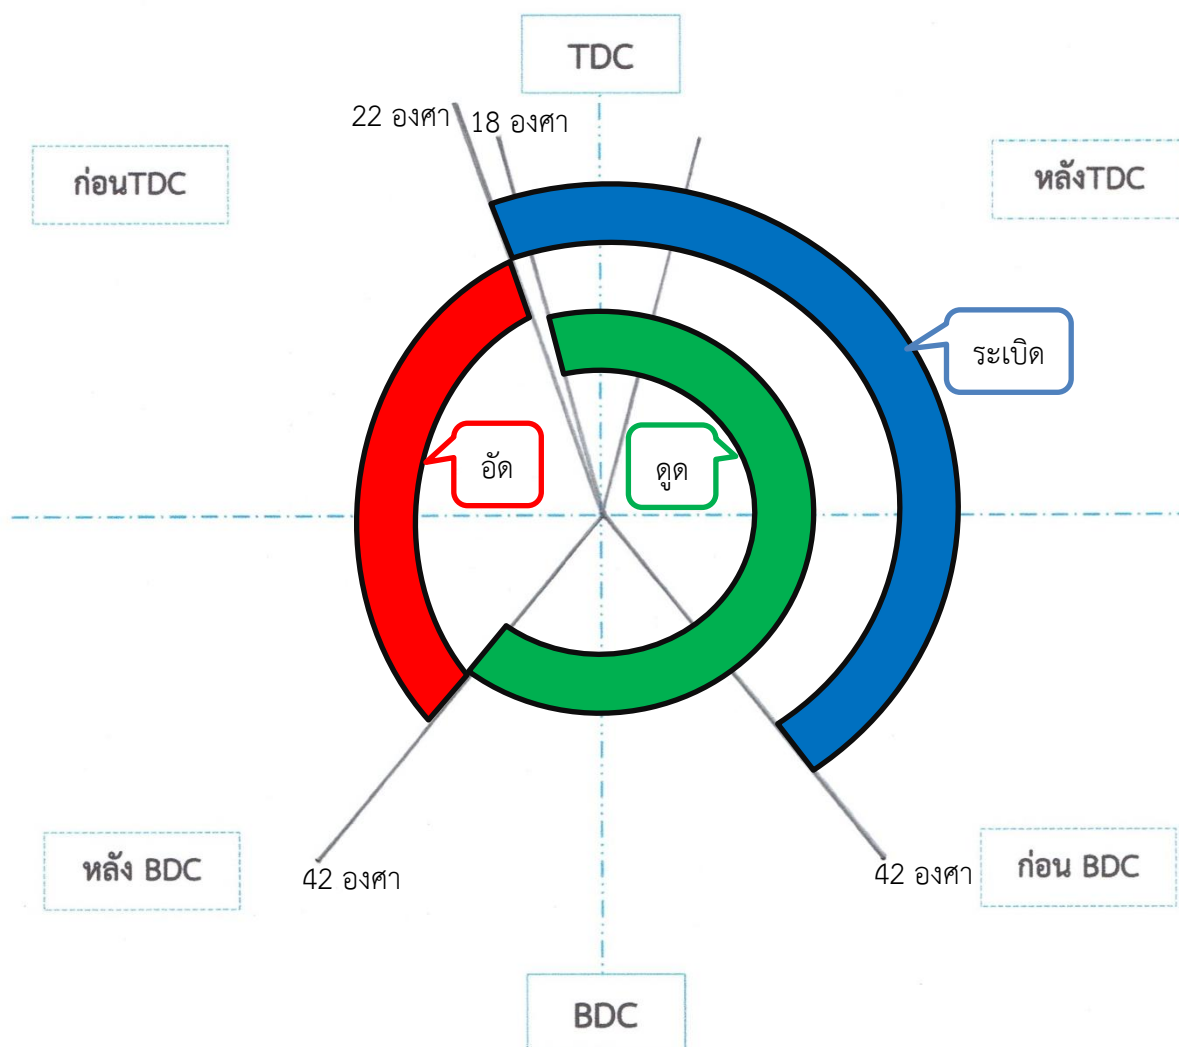 TDC
22 องศา
18 องศา
ก่อนTDC
หลังTDC
ระเบิด
อัด
ดูด
หลัง BDC
42 องศา
42 องศา
ก่อน BDC
BDC